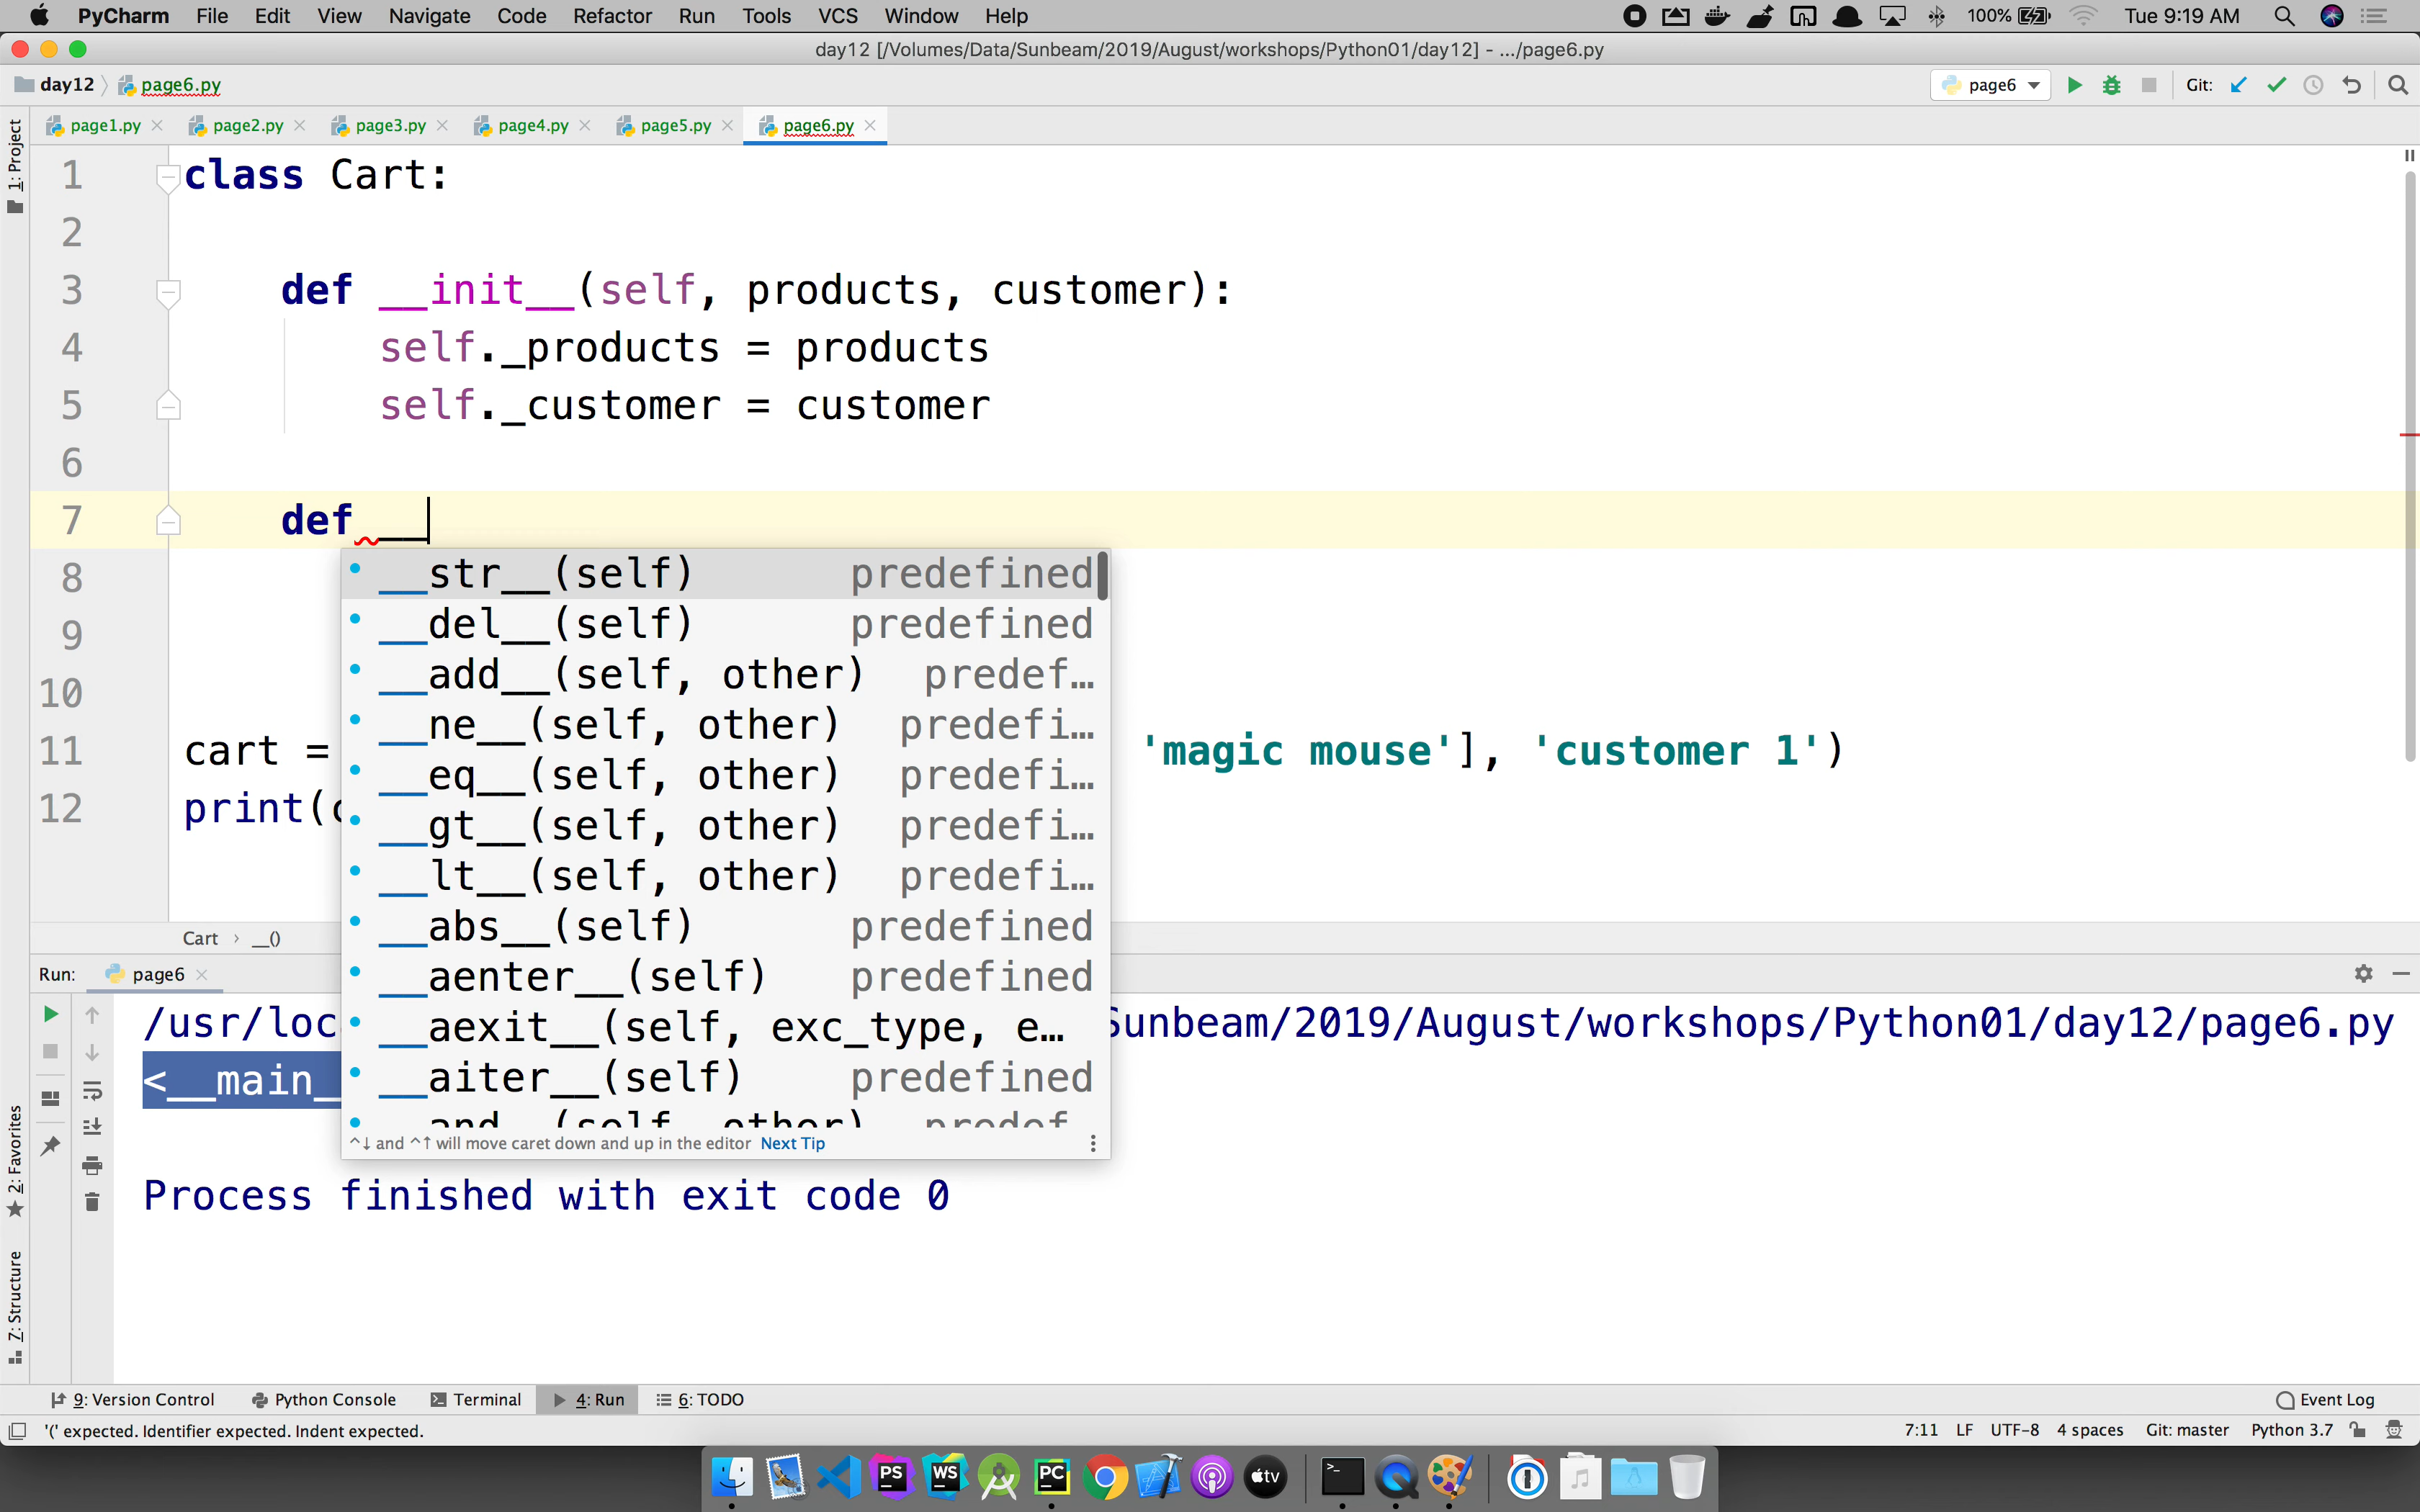 PyCharm File Edit View Navigate Code Refactor Run Tools VCS Window Help 100% Tue 9:19 AM
day12 [/Volumes/Data/Sunbeam/2019/August/workshops/Python01/day12] - .../page6.py
day12 page6.py page6 Git:
page1.py page2.py page3.py page4.py page5.py page6.py
1: Project
1 class Cart:
2
3 def __init__(self, products, customer):
4 self._products = products
5 self._customer = customer
6
7 def __
8
9
10
11 cart = 'magic mouse'], 'customer 1')
12 print(c
__str__(self) predefined
__del__(self) predefined
__add__(self, other) predef…
__ne__(self, other) predefi…
__eq__(self, other) predefi…
__gt__(self, other) predefi…
__lt__(self, other) predefi…
__abs__(self) predefined
__aenter__(self) predefined
__aexit__(self, exc_type, e…
__aiter__(self) predefined
__and__(self, other) predef
^↓ and ^↑ will move caret down and up in the editor Next Tip
Cart › __()
Run: page6
/usr/loc Sunbeam/2019/August/workshops/Python01/day12/page6.py
<__main_
Process finished with exit code 0
2: Favorites
7: Structure
9: Version Control Python Console Terminal 4: Run 6: TODO Event Log
'(' expected. Identifier expected. Indent expected. 7:11 LF UTF-8 4 spaces Git: master Python 3.7
PS WS PC tv